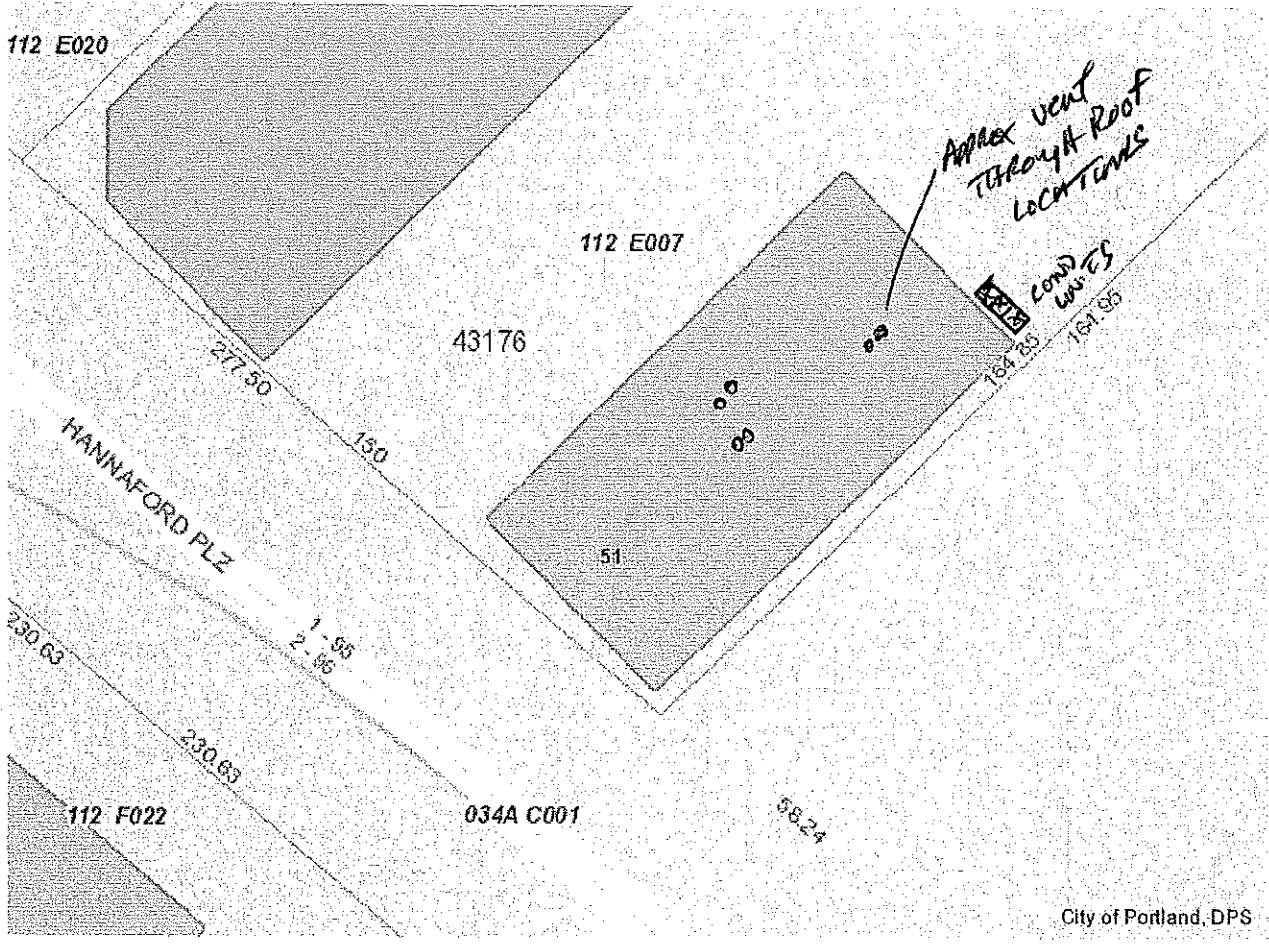 112 E020
APPROX VENT
THROUGH ROOF
LOCATIONS
112 E007
COND
UNITS
164.95
164.85
43176
277.50
150
HANNAFORD PLZ
51
1 - 95
2 - 96
230.63
230.63
112 F022
034A C001
58.24
City of Portland, DPS